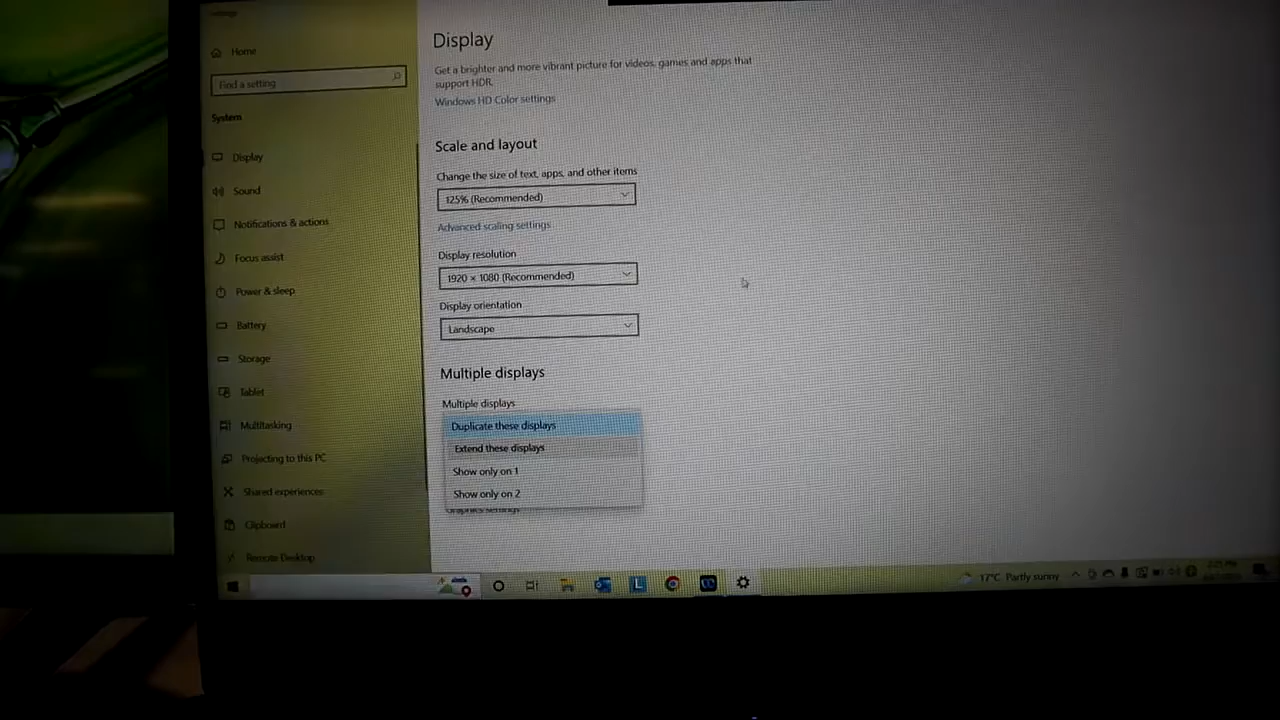 Settings
Home
Find a setting
System
Display
Sound
Notifications & actions
Focus assist
Power & sleep
Battery
Storage
Tablet
Multitasking
Projecting to this PC
Shared experiences
Clipboard
Remote Desktop
Display
Get a brighter and more vibrant picture for videos, games and apps that
support HDR.
Windows HD Color settings
Scale and layout
Change the size of text, apps, and other items
125% (Recommended)
Advanced scaling settings
Display resolution
1920 × 1080 (Recommended)
Display orientation
Landscape
Multiple displays
Multiple displays
Duplicate these displays
Extend these displays
Show only on 1
Show only on 2
Graphics settings
L
17°C Partly sunny